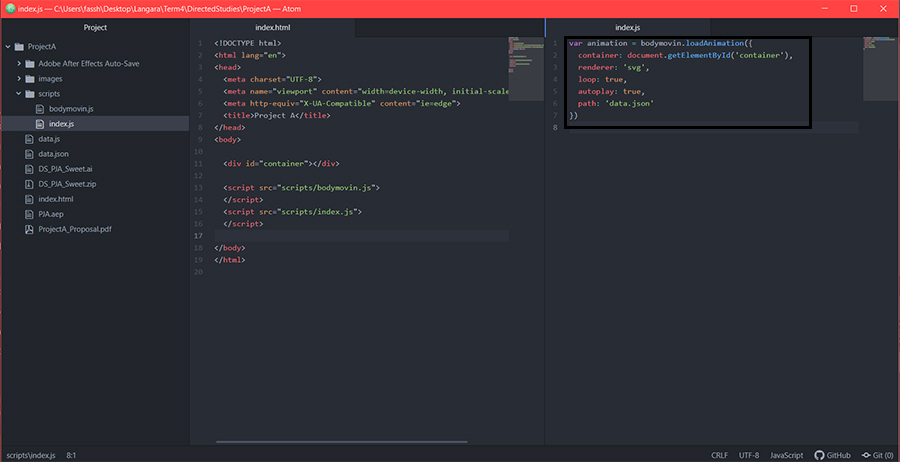 index.js — C:\Users\fassh\Desktop\Langara\Term4\DirectedStudies\ProjectA — Atom
Project
ProjectA
Adobe After Effects Auto-Save
images
scripts
bodymovin.js
index.js
data.js
data.json
DS_PJA_Sweet.ai
DS_PJA_Sweet.zip
index.html
PJA.aep
ProjectA_Proposal.pdf
index.html
1 <!DOCTYPE html>
2 <html lang="en">
3 <head>
4 <meta charset="UTF-8">
5 <meta name="viewport" content="width=device-width, initial-scale
6 <meta http-equiv="X-UA-Compatible" content="ie=edge">
7 <title>Project A</title>
8 </head>
9 <body>
10
11 <div id="container"></div>
12
13 <script src="scripts/bodymovin.js">
14 </script>
15 <script src="scripts/index.js">
16 </script>
17
18 </body>
19 </html>
20
index.js
1 var animation = bodymovin.loadAnimation({
2 container: document.getElementById('container'),
3 renderer: 'svg',
4 loop: true,
5 autoplay: true,
6 path: 'data.json'
7 })
8
scripts\index.js 8:1
CRLF UTF-8 JavaScript GitHub Git (0)